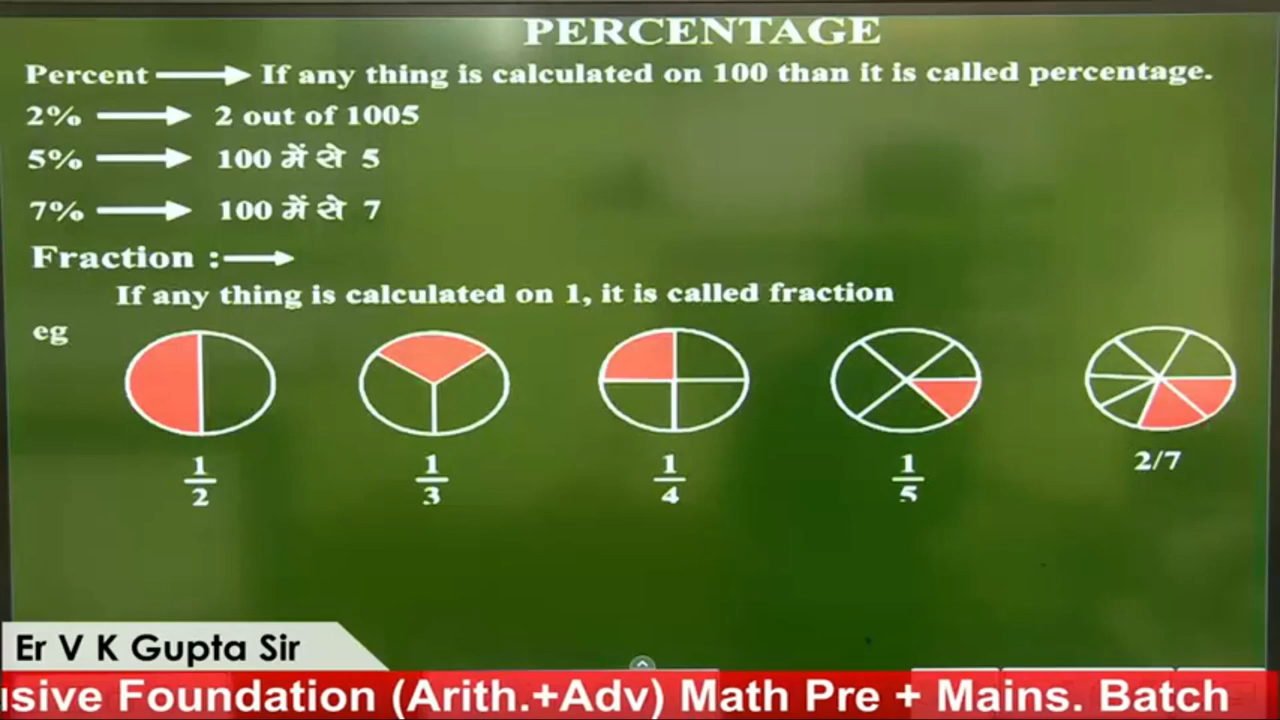 PERCENTAGE
Percent → If any thing is calculated on 100 than it is called percentage.
2% → 2 out of 1005
5% → 100 में से 5
7% → 100 में से 7
Fraction :→
If any thing is calculated on 1, it is called fraction
eg
1/2 1/3 1/4 1/5 2/7
Er V K Gupta Sir
Foundation (Arith.+Adv) Math Pre + Mains. Batch